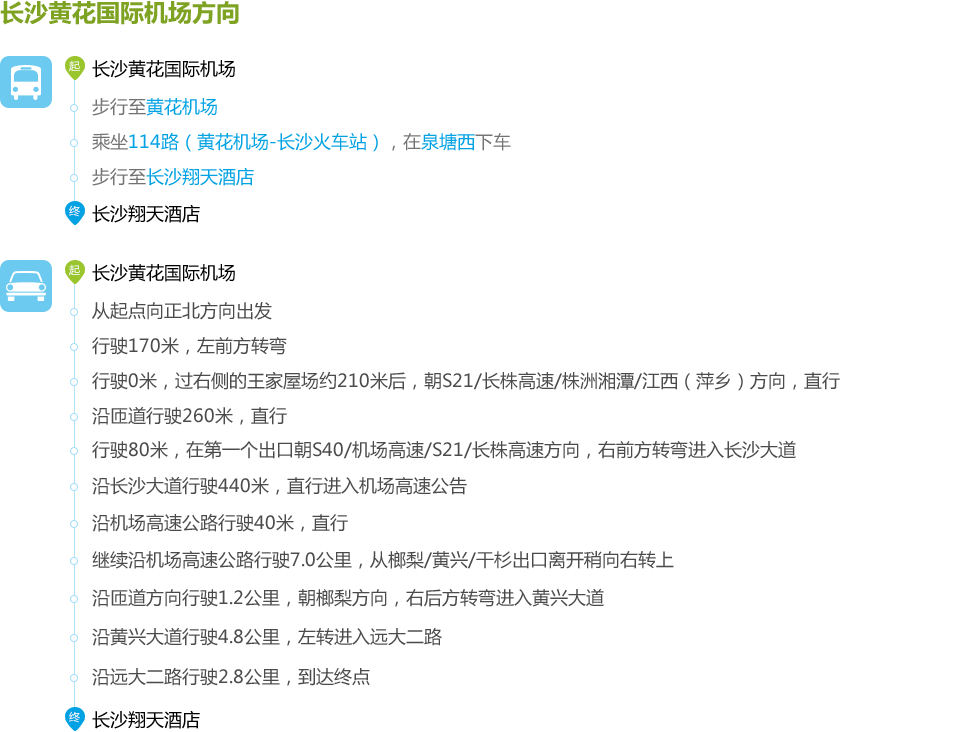 长沙黄花国际机场方向
起 长沙黄花国际机场
步行至黄花机场
乘坐114路（黄花机场-长沙火车站），在泉塘西下车
步行至长沙翔天酒店
终 长沙翔天酒店
起 长沙黄花国际机场
从起点向正北方向出发
行驶170米，左前方转弯
行驶0米，过右侧的王家屋场约210米后，朝S21/长株高速/株洲湘潭/江西（萍乡）方向，直行
沿匝道行驶260米，直行
行驶80米，在第一个出口朝S40/机场高速/S21/长株高速方向，右前方转弯进入长沙大道
沿长沙大道行驶440米，直行进入机场高速公告
沿机场高速公路行驶40米，直行
继续沿机场高速公路行驶7.0公里，从榔梨/黄兴/干杉出口离开稍向右转上
沿匝道方向行驶1.2公里，朝榔梨方向，右后方转弯进入黄兴大道
沿黄兴大道行驶4.8公里，左转进入远大二路
沿远大二路行驶2.8公里，到达终点
终 长沙翔天酒店